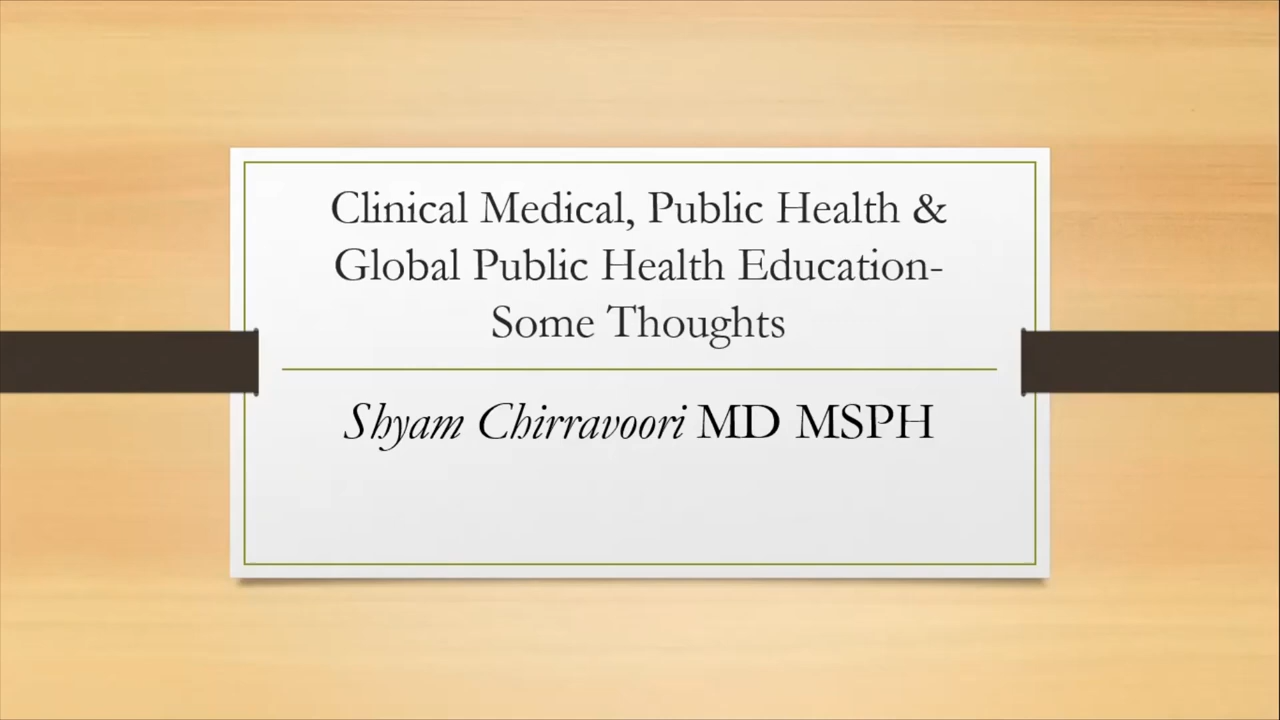 Clinical Medical, Public Health &
Global Public Health Education-
Some Thoughts
Shyam Chirravoori MD MSPH